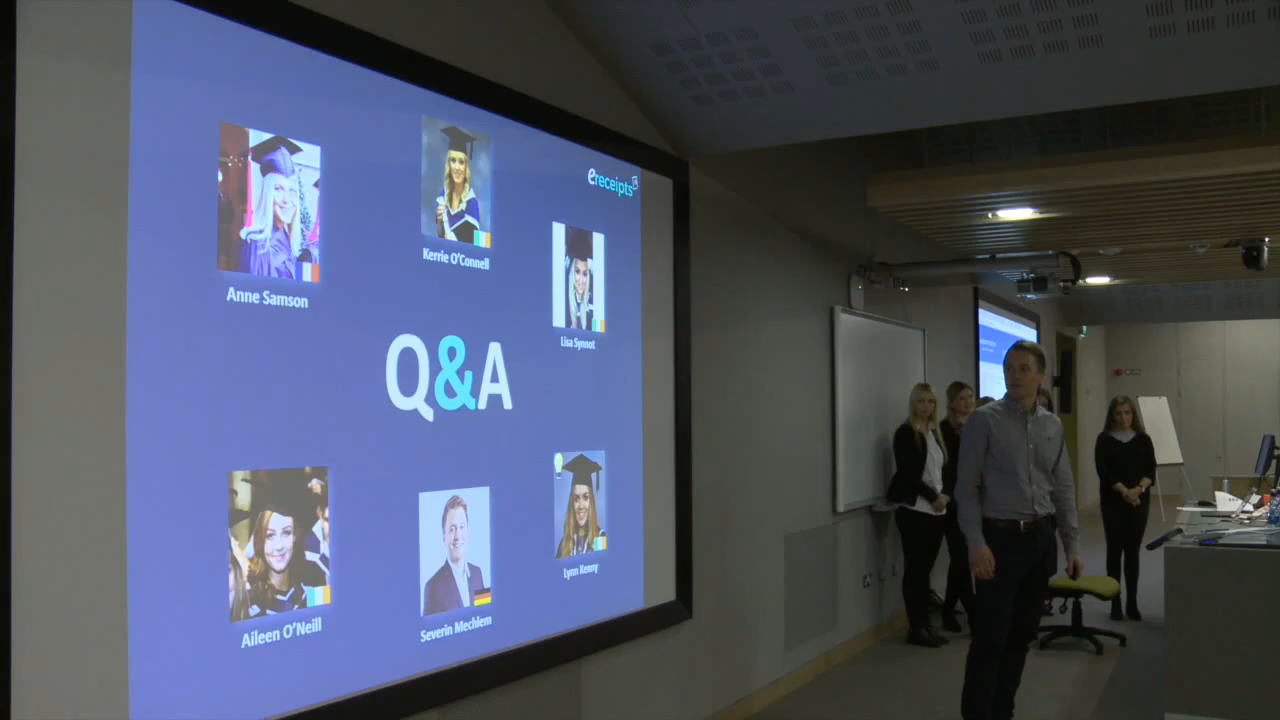 ereceipts
Anne Samson
Kerrie O'Connell
Lisa Synnot
Q&A
Aileen O'Neill
Severin Mechlem
Lynn Kenny